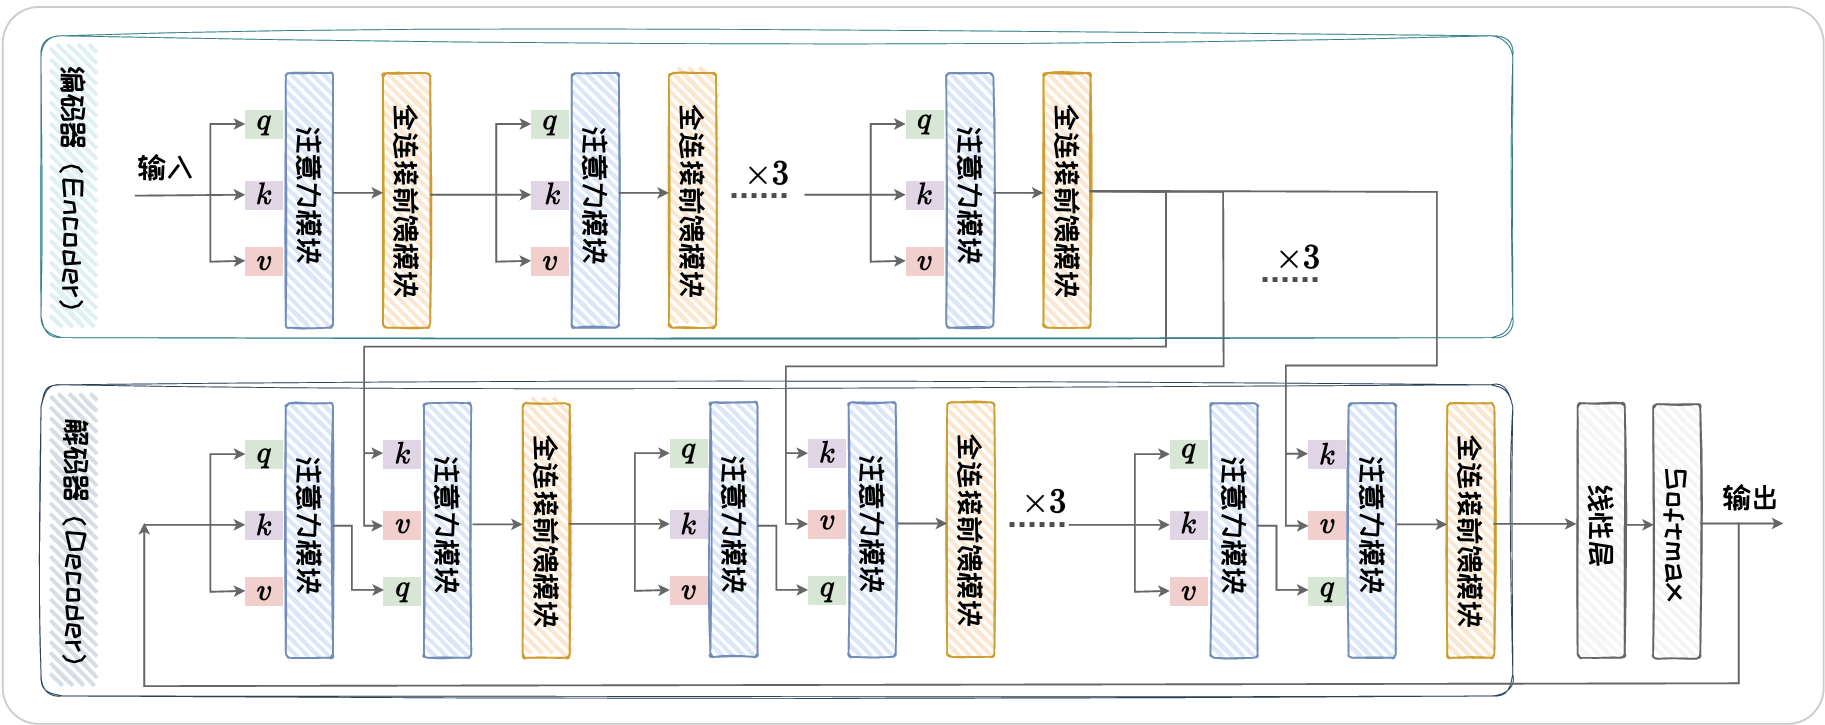 编码器（Encoder）
输入
q
k
v
注意力模块
全连接前馈模块
q
k
v
注意力模块
全连接前馈模块
×3
q
k
v
注意力模块
全连接前馈模块
×3
解码器（Decoder）
q
k
v
注意力模块
k
v
q
注意力模块
全连接前馈模块
q
k
v
注意力模块
k
v
q
注意力模块
全连接前馈模块
×3
q
k
v
注意力模块
k
v
q
注意力模块
全连接前馈模块
线性层
Softmax
输出